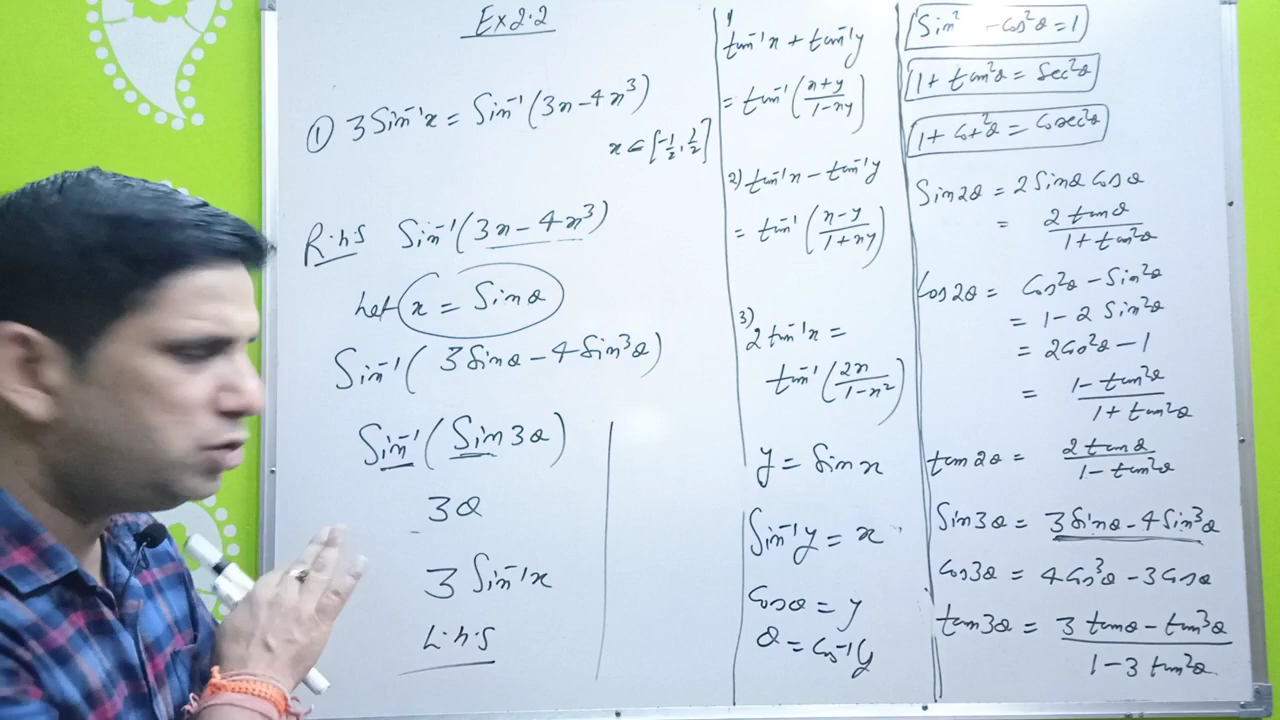 Ex 2.2
① 3 Sin⁻¹x = Sin⁻¹(3x - 4x³)
x ∈ [-1/2, 1/2]
R.h.s Sin⁻¹(3x - 4x³)
Let x = Sinθ
Sin⁻¹( 3 Sinθ - 4 Sin³θ)
Sin⁻¹( Sin3θ)
3θ
3 Sin⁻¹x
L.h.s
1)
tan⁻¹x + tan⁻¹y
= tan⁻¹(x+y / 1-xy)
2) tan⁻¹x - tan⁻¹y
= tan⁻¹(x-y / 1+xy)
3)
2 tan⁻¹x =
tan⁻¹(2x / 1-x²)
y = Sin x
Sin⁻¹y = x
Cosθ = y
θ = Cos⁻¹y
Sin² - Cos²θ = 1
1 + tan²θ = Sec²θ
1 + Cot²θ = Cosec²θ
Sin2θ = 2 Sinθ Cosθ
= 2 tanθ / 1 + tan²θ
Cos2θ = Cos²θ - Sin²θ
= 1 - 2 Sin²θ
= 2Cos²θ - 1
= 1 - tan²θ / 1 + tan²θ
tan2θ = 2 tanθ / 1 - tan²θ
Sin3θ = 3 Sinθ - 4 Sin³θ
Cos3θ = 4 Cos³θ - 3 Cosθ
tan3θ = 3 tanθ - tan³θ / 1 - 3 tan²θ